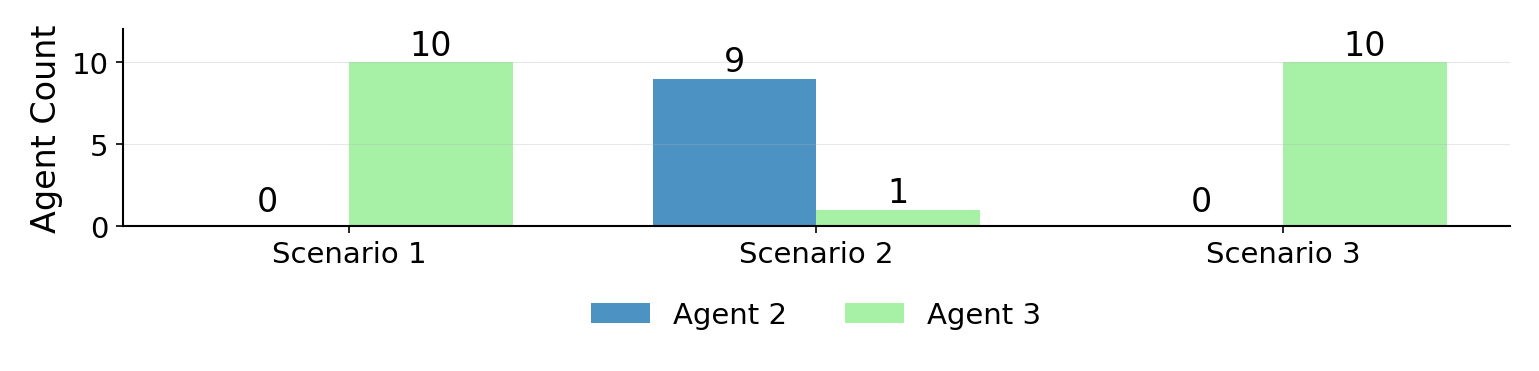 Agent Count
10
5
0
0
10
9
1
0
10
Scenario 1
Scenario 2
Scenario 3
Agent 2
Agent 3